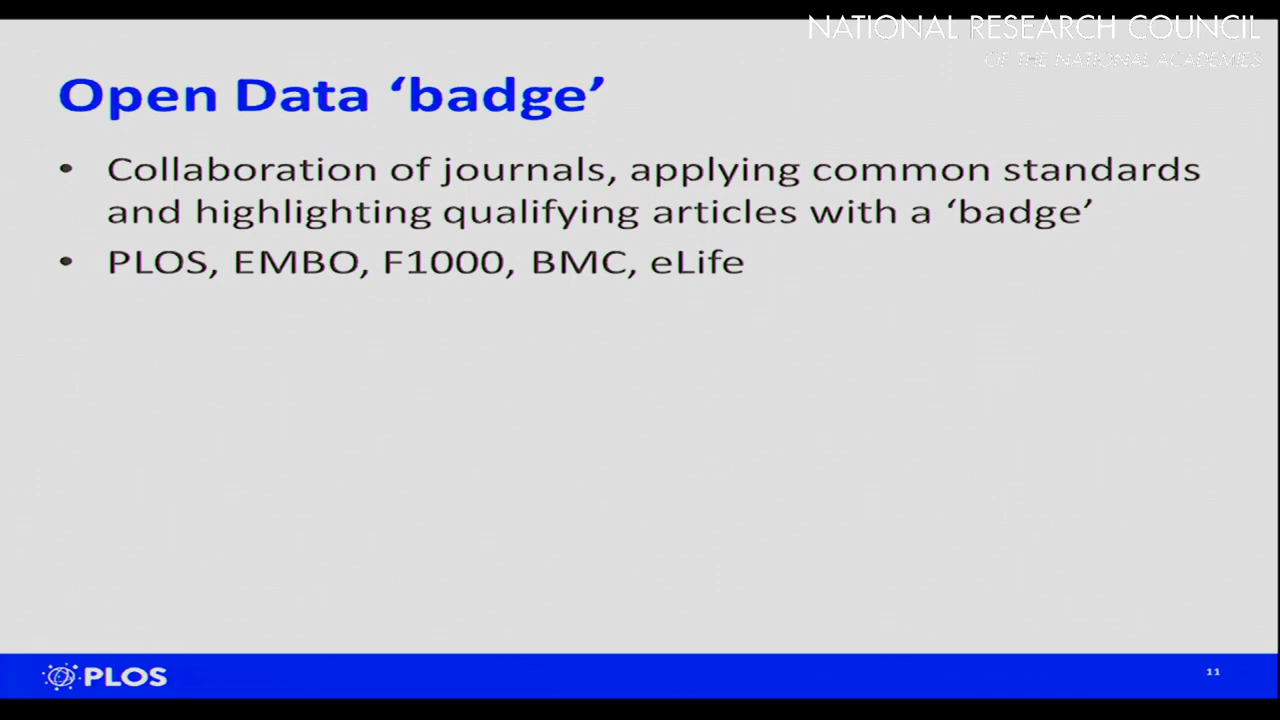 NATIONAL RESEARCH COUNCIL
OF THE NATIONAL ACADEMIES
Open Data ‘badge’
• Collaboration of journals, applying common standards
and highlighting qualifying articles with a ‘badge’
• PLOS, EMBO, F1000, BMC, eLife
PLOS
11